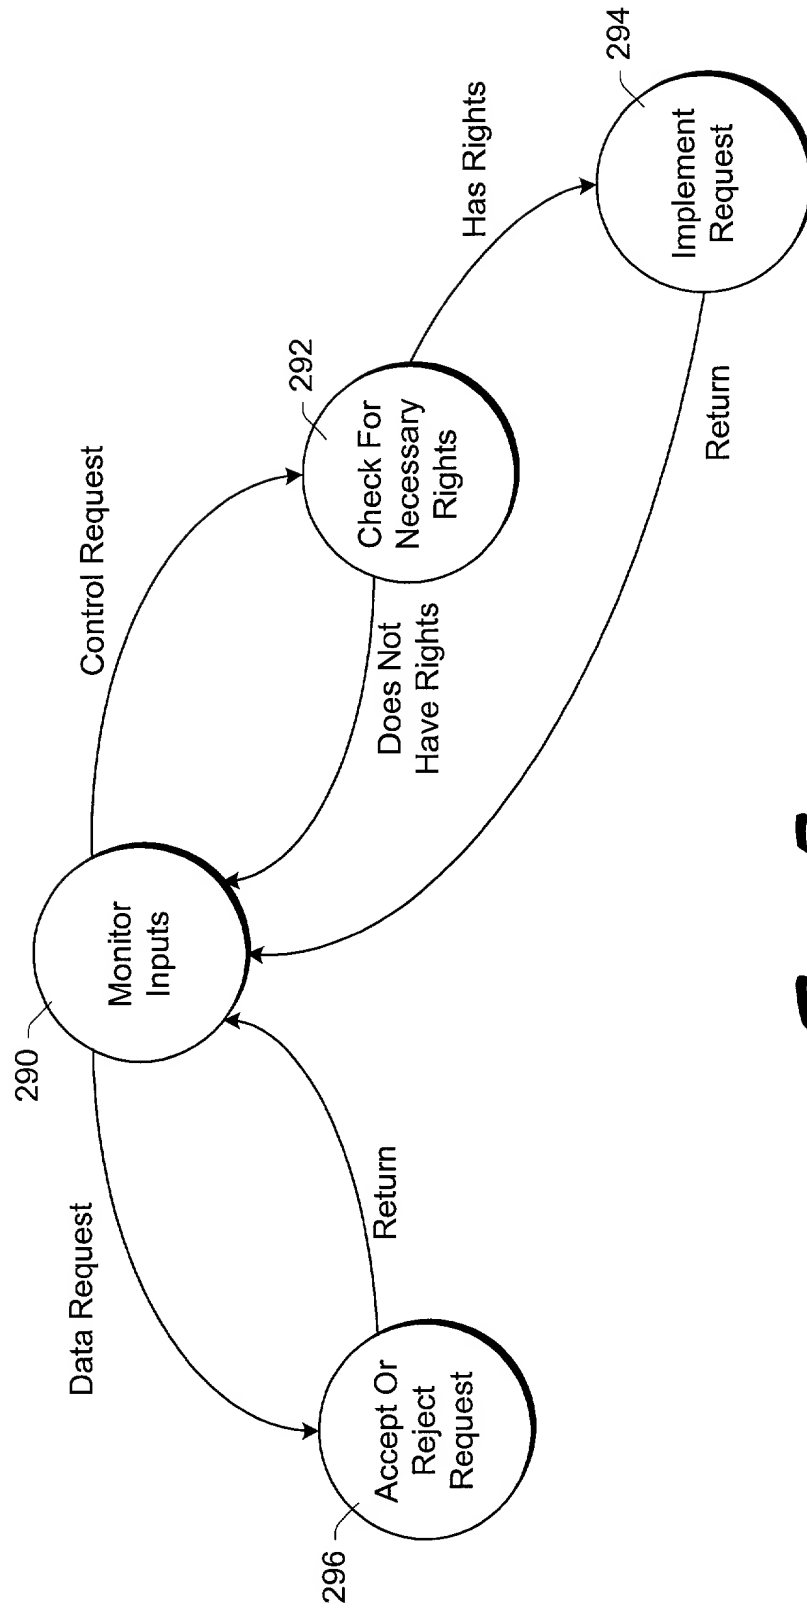 290
Monitor
Inputs
Data Request
Control Request
292
Check For
Necessary
Rights
Does Not
Have Rights
Has Rights
294
Implement
Request
Return
296
Accept Or
Reject
Request
Return